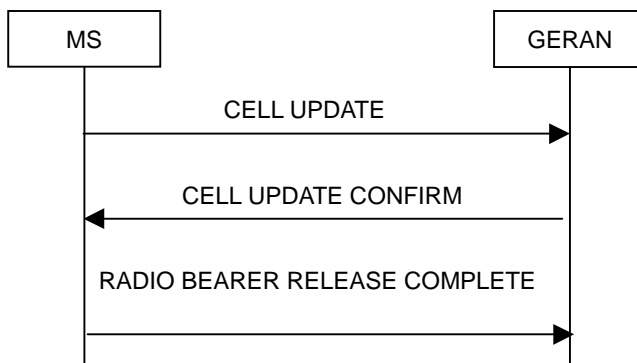 MS
GERAN
CELL UPDATE
CELL UPDATE CONFIRM
RADIO BEARER RELEASE COMPLETE